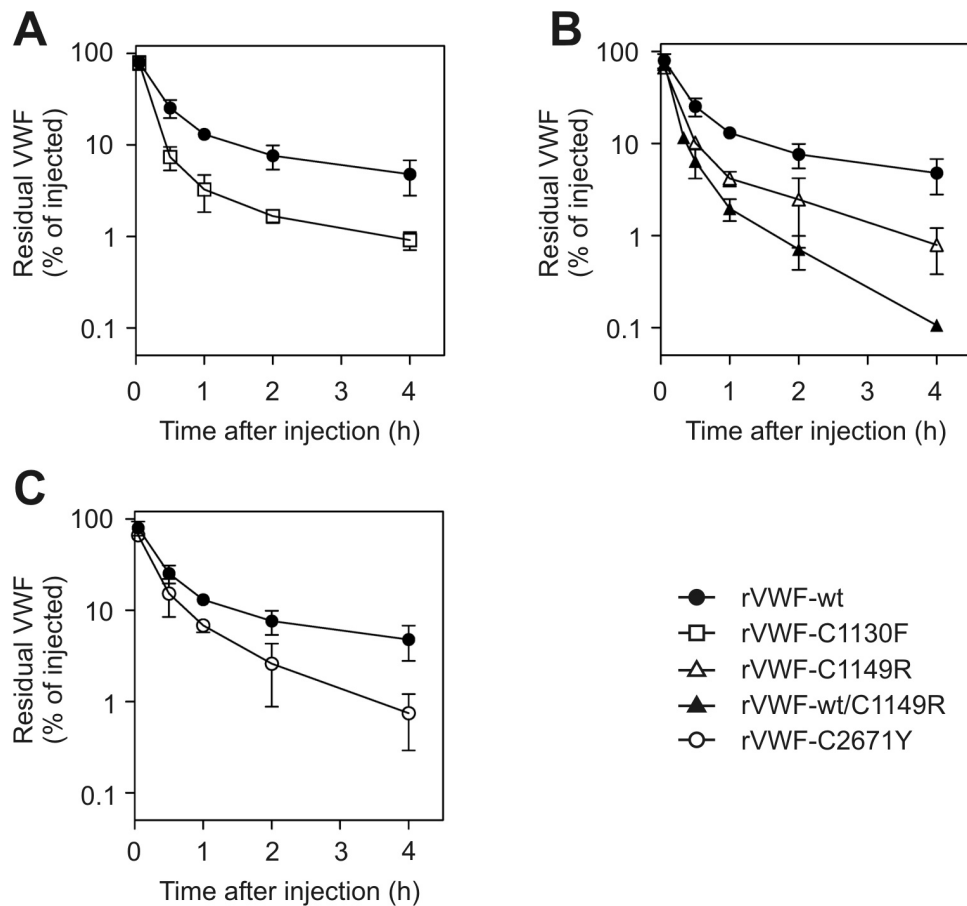 A
Residual VWF
(% of injected)
100
10
1
0.1
0 1 2 3 4
Time after injection (h)
B
Residual VWF
(% of injected)
100
10
1
0.1
0 1 2 3 4
Time after injection (h)
C
Residual VWF
(% of injected)
100
10
1
0.1
0 1 2 3 4
Time after injection (h)
rVWF-wt
rVWF-C1130F
rVWF-C1149R
rVWF-wt/C1149R
rVWF-C2671Y